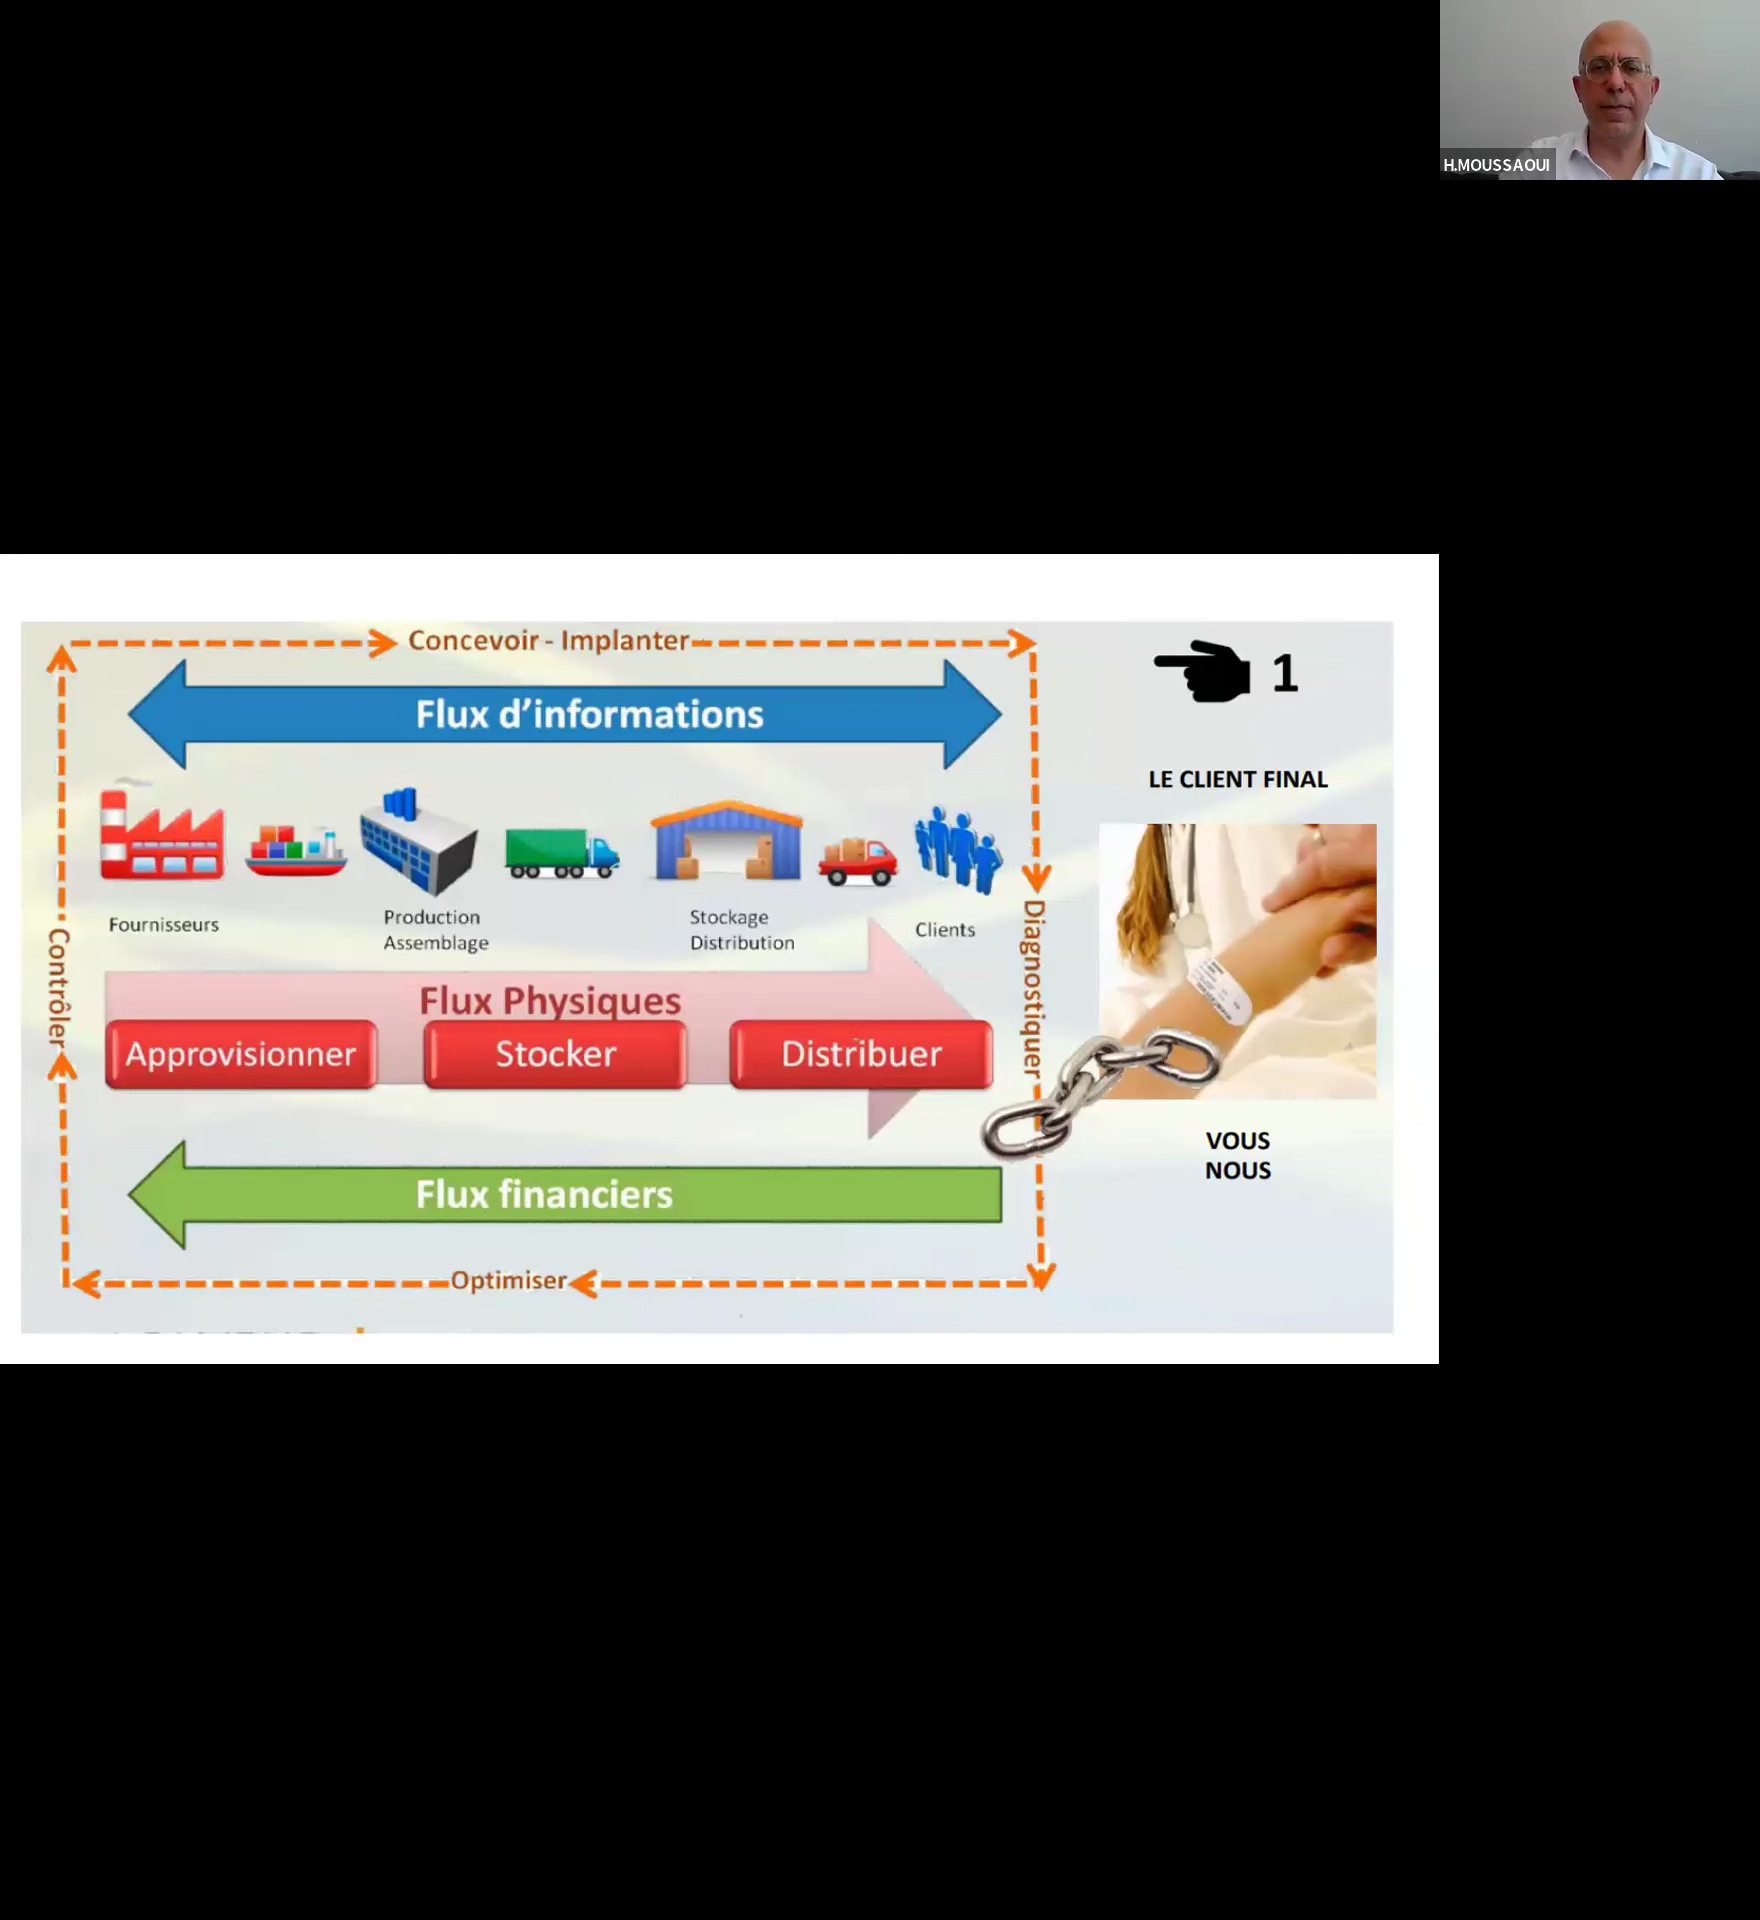 H.MOUSSAOUI
Concevoir - Implanter
Flux d'informations
1
LE CLIENT FINAL
Fournisseurs
Production
Assemblage
Stockage
Distribution
Clients
Contrôler
Diagnostiquer
Flux Physiques
Approvisionner
Stocker
Distribuer
VOUS
NOUS
Flux financiers
Optimiser